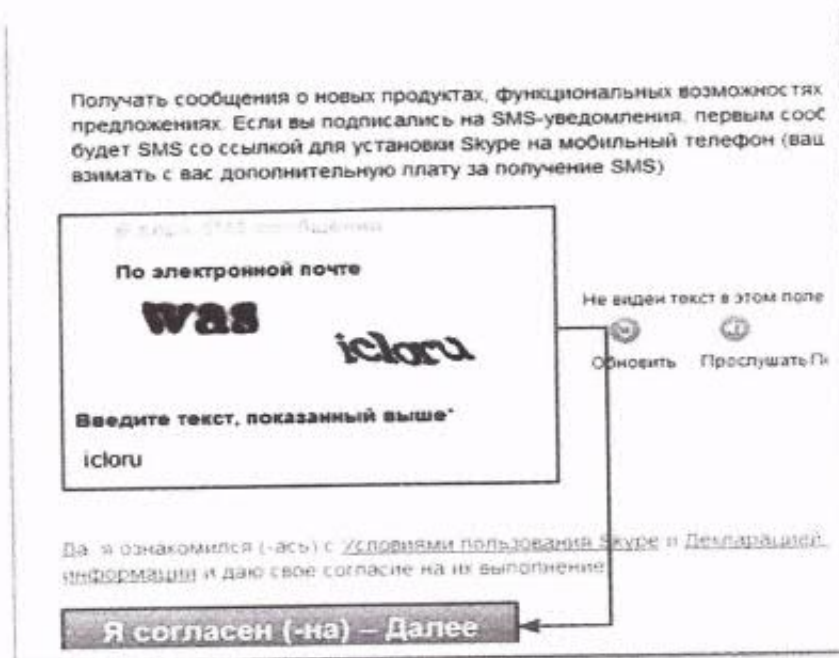 Получать сообщения о новых продуктах, функциональных возможностях
предложениях. Если вы подписались на SMS-уведомления, первым сооб
будет SMS со ссылкой для установки Skype на мобильный телефон (ваш
взимать с вас дополнительную плату за получение SMS)
По электронной почте
was
icloru
Не виден текст в этом поле
Обновить Прослушать
Введите текст, показанный выше*
icloru
Да, я ознакомился (-ась) с Условиями пользования Skype и Декларацией
информации и даю свое согласие на их выполнение
Я согласен (-на) – Далее